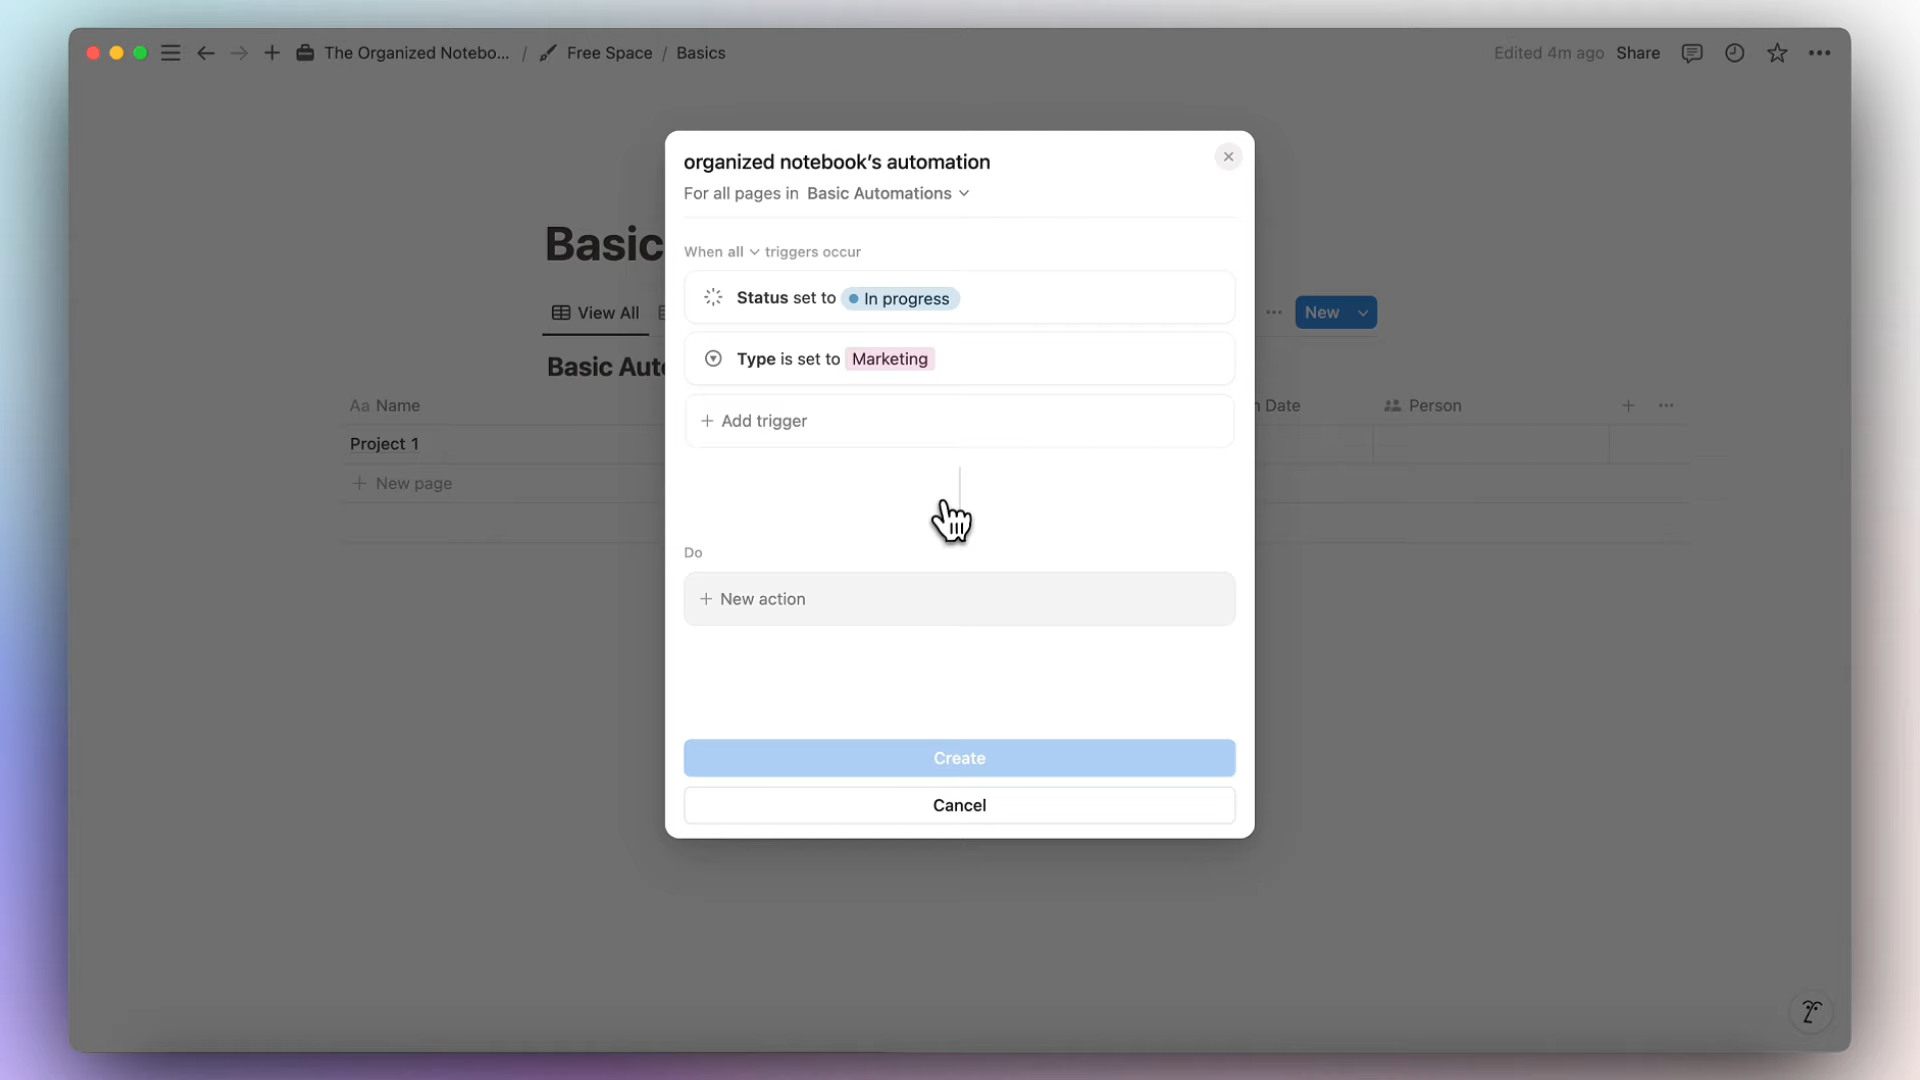 The Organized Notebo... / Free Space / Basics
Edited 4m ago Share
organized notebook's automation
For all pages in Basic Automations
When all triggers occur
Status set to In progress
Type is set to Marketing
+ Add trigger
Do
+ New action
Create
Cancel
Basic
View All
New
Basic Aut
Aa Name
Date
Person
Project 1
+ New page